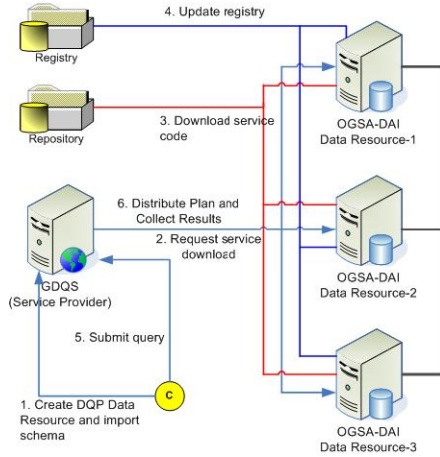 4. Update registry
Registry
OGSA-DAI
Data Resource-1
3. Download service
code
Repository
6. Distribute Plan and
Collect Results
2. Request service
download
GDQS
(Service Provider)
OGSA-DAI
Data Resource-2
5. Submit query
C
1. Create DQP Data
Resource and import
schema
OGSA-DAI
Data Resource-3